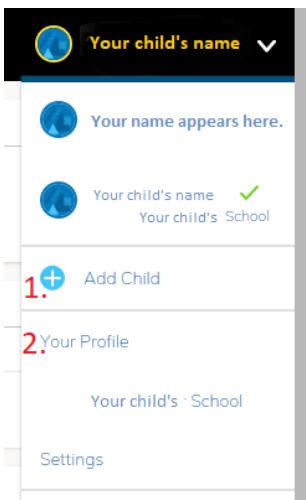 Your child's name
Your name appears here.
Your child's name
Your child's School
1. Add Child
2. Your Profile
Your child's School
Settings